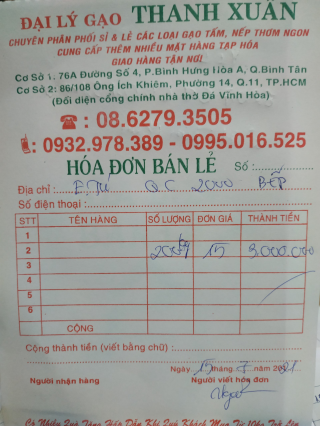 ĐẠI LÝ GẠO THANH XUÂN
CHUYÊN PHÂN PHỐI SỈ & LẺ CÁC LOẠI GẠO TẤM, NẾP THƠM NGON
CUNG CẤP THÊM NHIỀU MẶT HÀNG TẠP HÓA
GIAO HÀNG TẬN NƠI
Cơ Sở 1: 76A Đường Số 4, P.Bình Hưng Hòa A, Q.Bình Tân
Cơ Sở 2: 86/108 Ông Ích Khiêm, Phường 14, Q.11, TP.HCM
(Đối diện cổng chính nhà thờ Đá Vĩnh Hòa)
: 08.6279.3505
: 0932.978.389 - 0995.016.525
HÓA ĐƠN BÁN LẺ Số :
Địa chỉ : QC 2000 BẾP
Số điện thoại :
STT TÊN HÀNG SỐ LƯỢNG ĐƠN GIÁ THÀNH TIỀN
1
2 200kg 15 3.000.000
3
4
5
6
CỘNG
Cộng thành tiền (viết bằng chữ) :
Ngày 15 tháng 7 năm 2021
Người nhận hàng Người viết hóa đơn